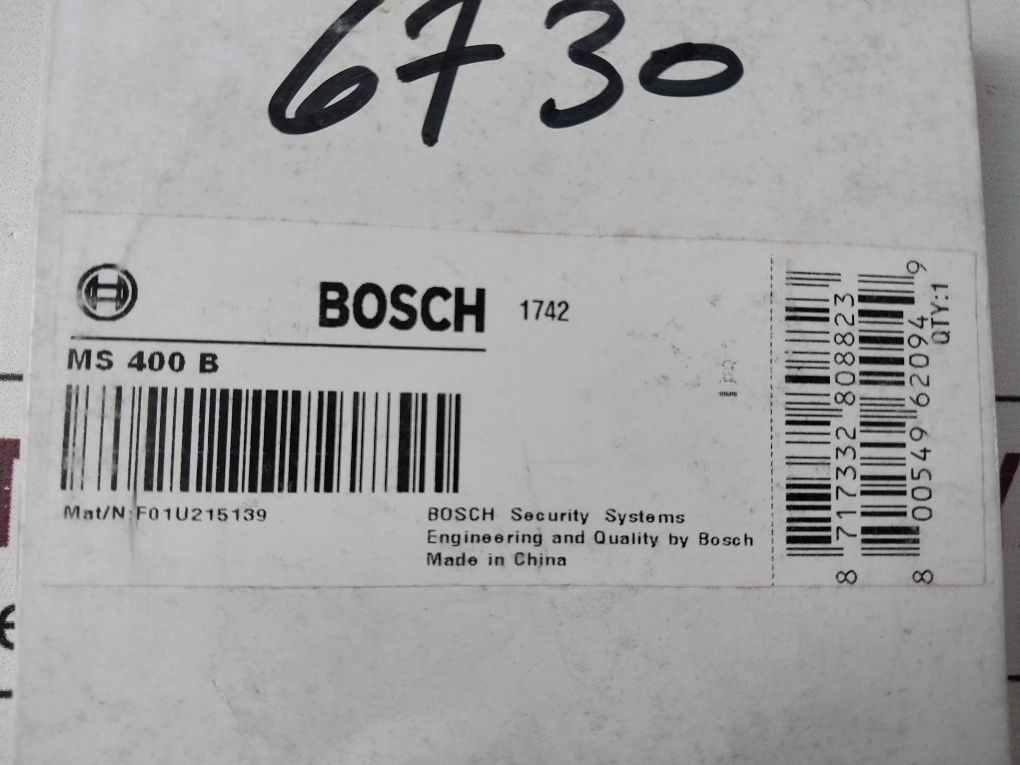 6730
BOSCH 1742
MS 400 B
Mat/N:F01U215139
BOSCH Security Systems
Engineering and Quality by Bosch
Made in China
8 717332 808823
8 00549 62094 9
QTY:1